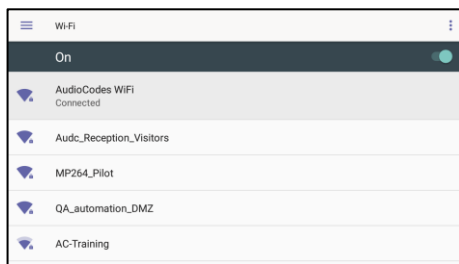 Wi-Fi
On
AudioCodes WiFi
Connected
Audc_Reception_Visitors
MP264_Pilot
QA_automation_DMZ
AC-Training